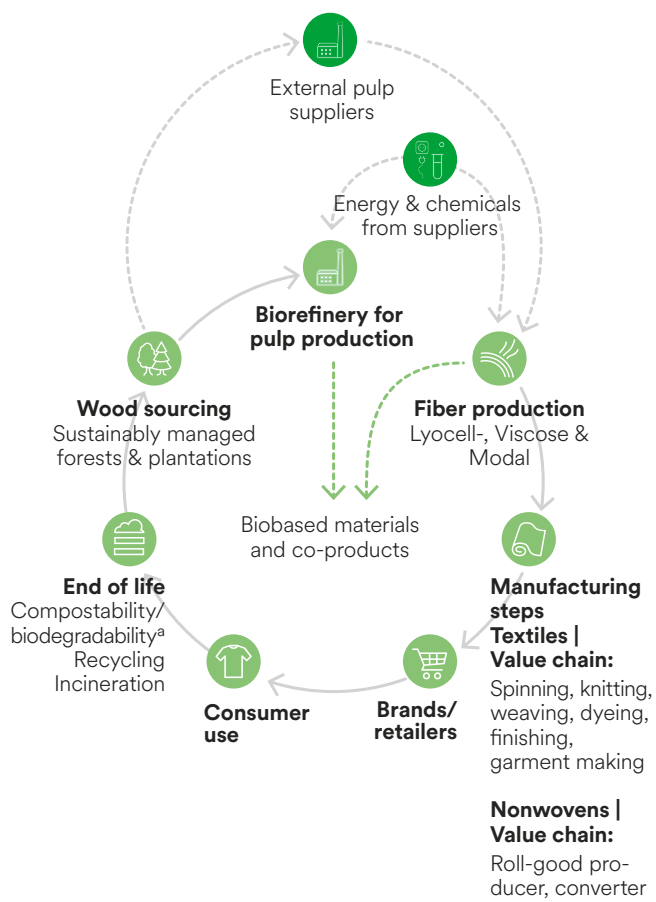 External pulp
suppliers
Energy & chemicals
from suppliers
Biorefinery for
pulp production
Wood sourcing
Sustainably managed
forests & plantations
Fiber production
Lyocell-, Viscose &
Modal
Biobased materials
and co-products
End of life
Compostability/
biodegradabilityᵃ
Recycling
Incineration
Manufacturing
steps
Textiles |
Value chain:
Spinning, knitting,
weaving, dyeing,
finishing,
garment making
Consumer
use
Brands/
retailers
Nonwovens |
Value chain:
Roll-good pro-
ducer, converter